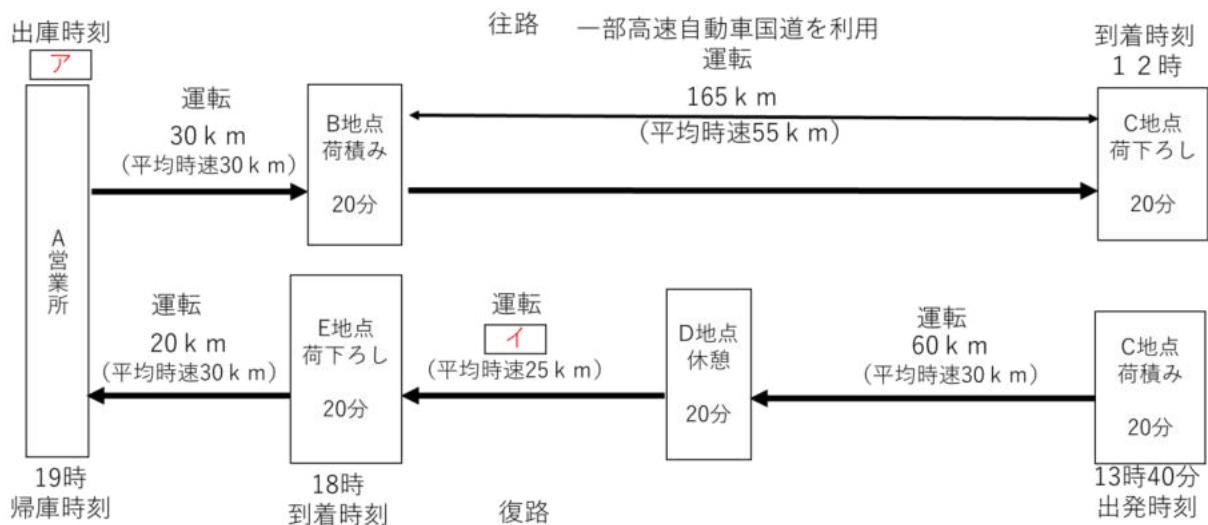 出庫時刻
ア
往路
一部高速自動車国道を利用
運転
165ｋｍ
（平均時速55ｋｍ）
到着時刻
１２時
運転
30ｋｍ
（平均時速30ｋｍ）
B地点
荷積み
20分
C地点
荷下ろし
20分
A営業所
運転
20ｋｍ
（平均時速30ｋｍ）
E地点
荷下ろし
20分
運転
イ
（平均時速25ｋｍ）
D地点
休憩
20分
運転
60ｋｍ
（平均時速30ｋｍ）
C地点
荷積み
20分
19時
帰庫時刻
18時
到着時刻
復路
13時40分
出発時刻